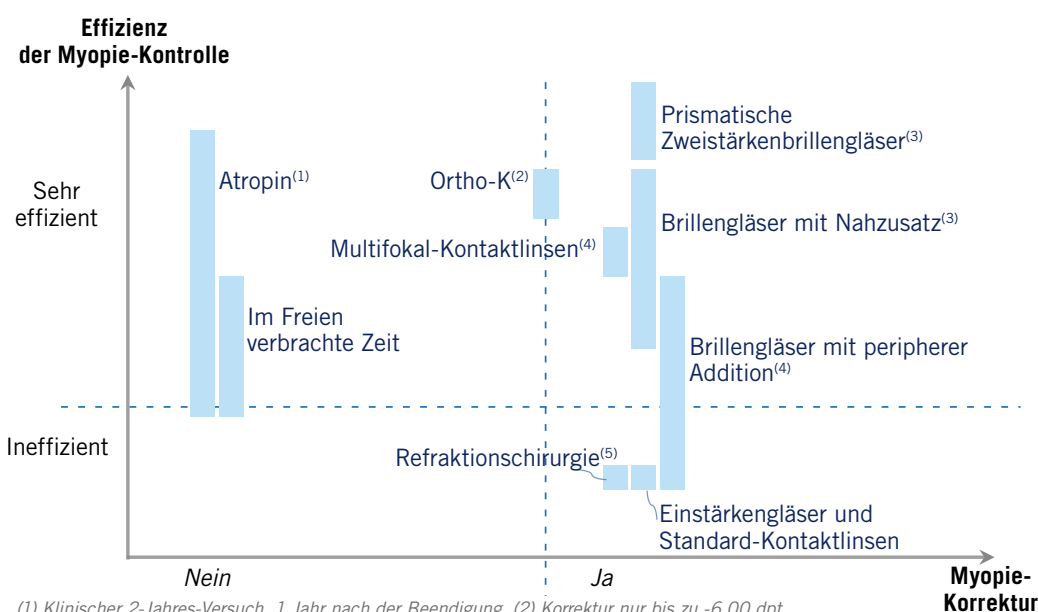 Effizienz
der Myopie-Kontrolle
Prismatische
Zweistärkenbrillengläser(3)
Atropin(1)
Ortho-K(2)
Sehr
effizient
Brillengläser mit Nahzusatz(3)
Multifokal-Kontaktlinsen(4)
Im Freien
verbrachte Zeit
Brillengläser mit peripherer
Addition(4)
Ineffizient
Refraktionschirurgie(5)
Einstärkengläser und
Standard-Kontaktlinsen
Nein
Ja
Myopie-
Korrektur
(1) Klinischer 2-Jahres-Versuch, 1 Jahr nach der Beendigung. (2) Korrektur nur bis zu -6,00 dpt.